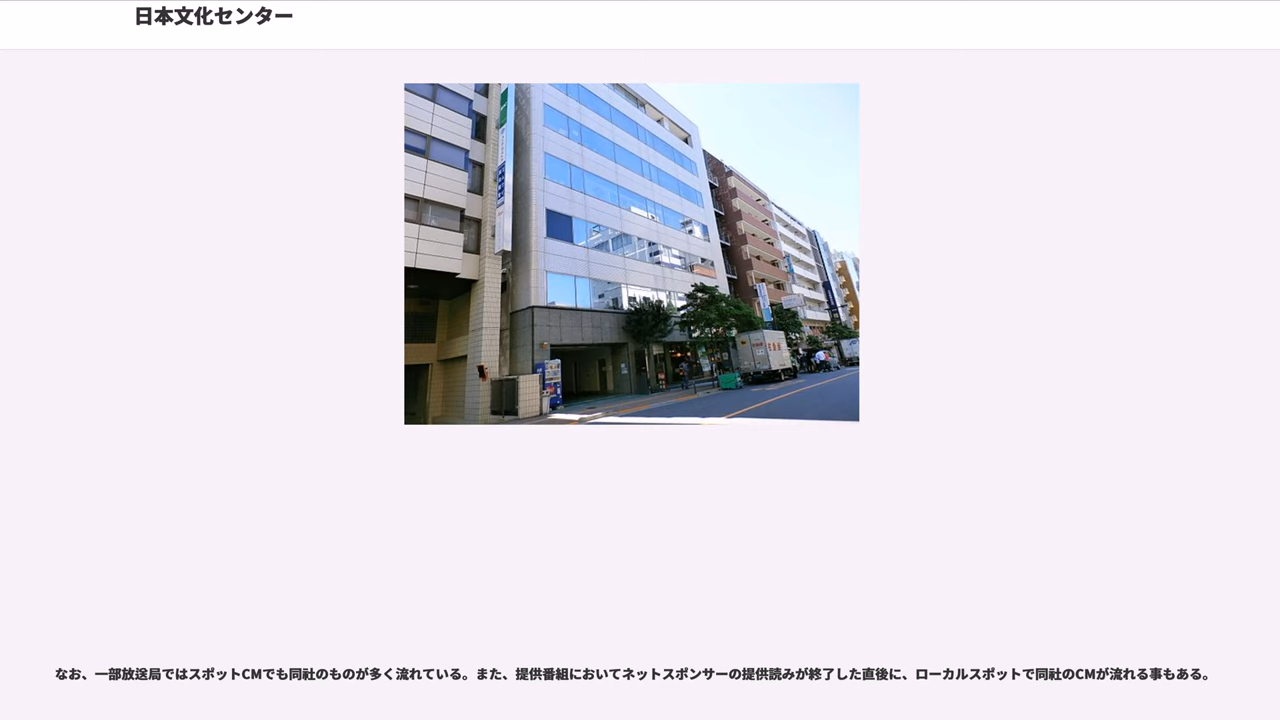 日本文化センター
なお、一部放送局ではスポットCMでも同社のものが多く流れている。また、提供番組においてネットスポンサーの提供読みが終了した直後に、ローカルスポットで同社のCMが流れる事もある。